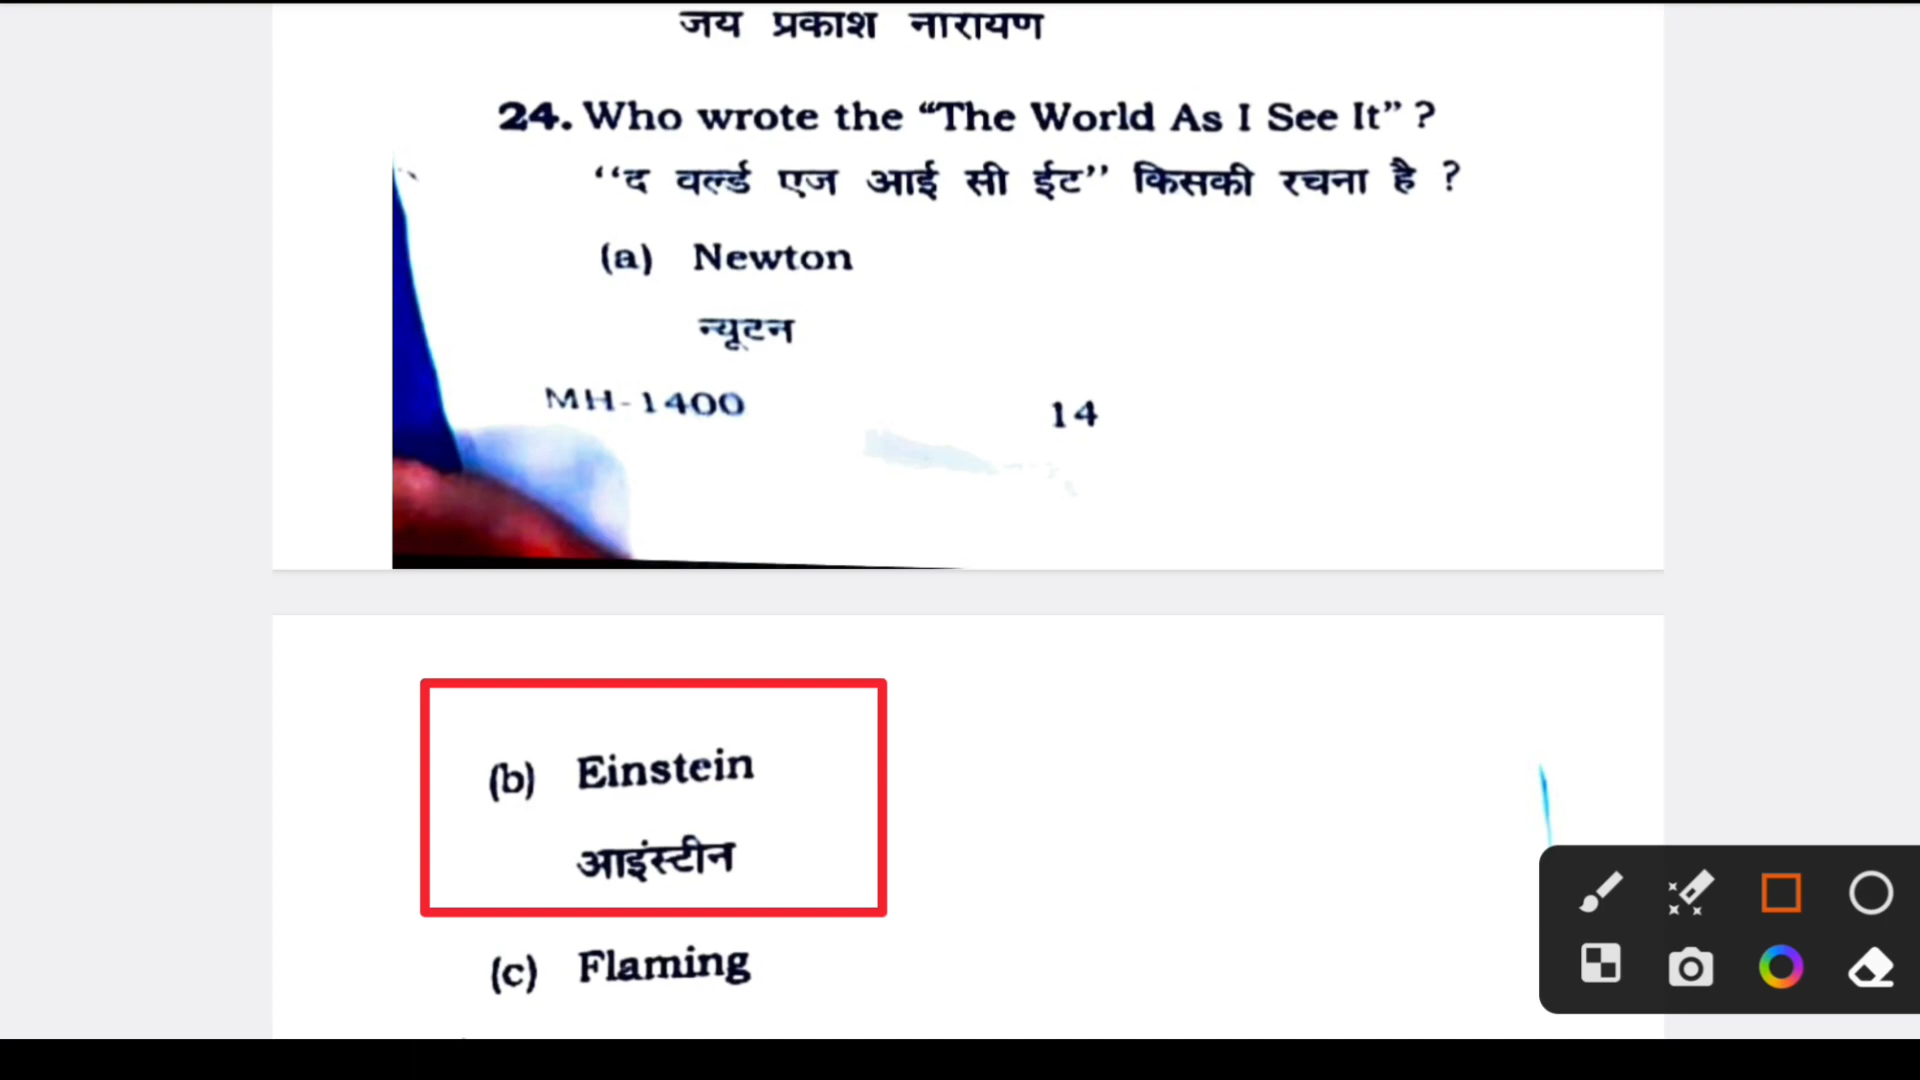 जय प्रकाश नारायण
24. Who wrote the “The World As I See It” ?
‘‘द वर्ल्ड एज आई सी ईट’’ किसकी रचना है ?
(a) Newton
न्यूटन
MH-1400 14
(b) Einstein
आइंस्टीन
(c) Flaming